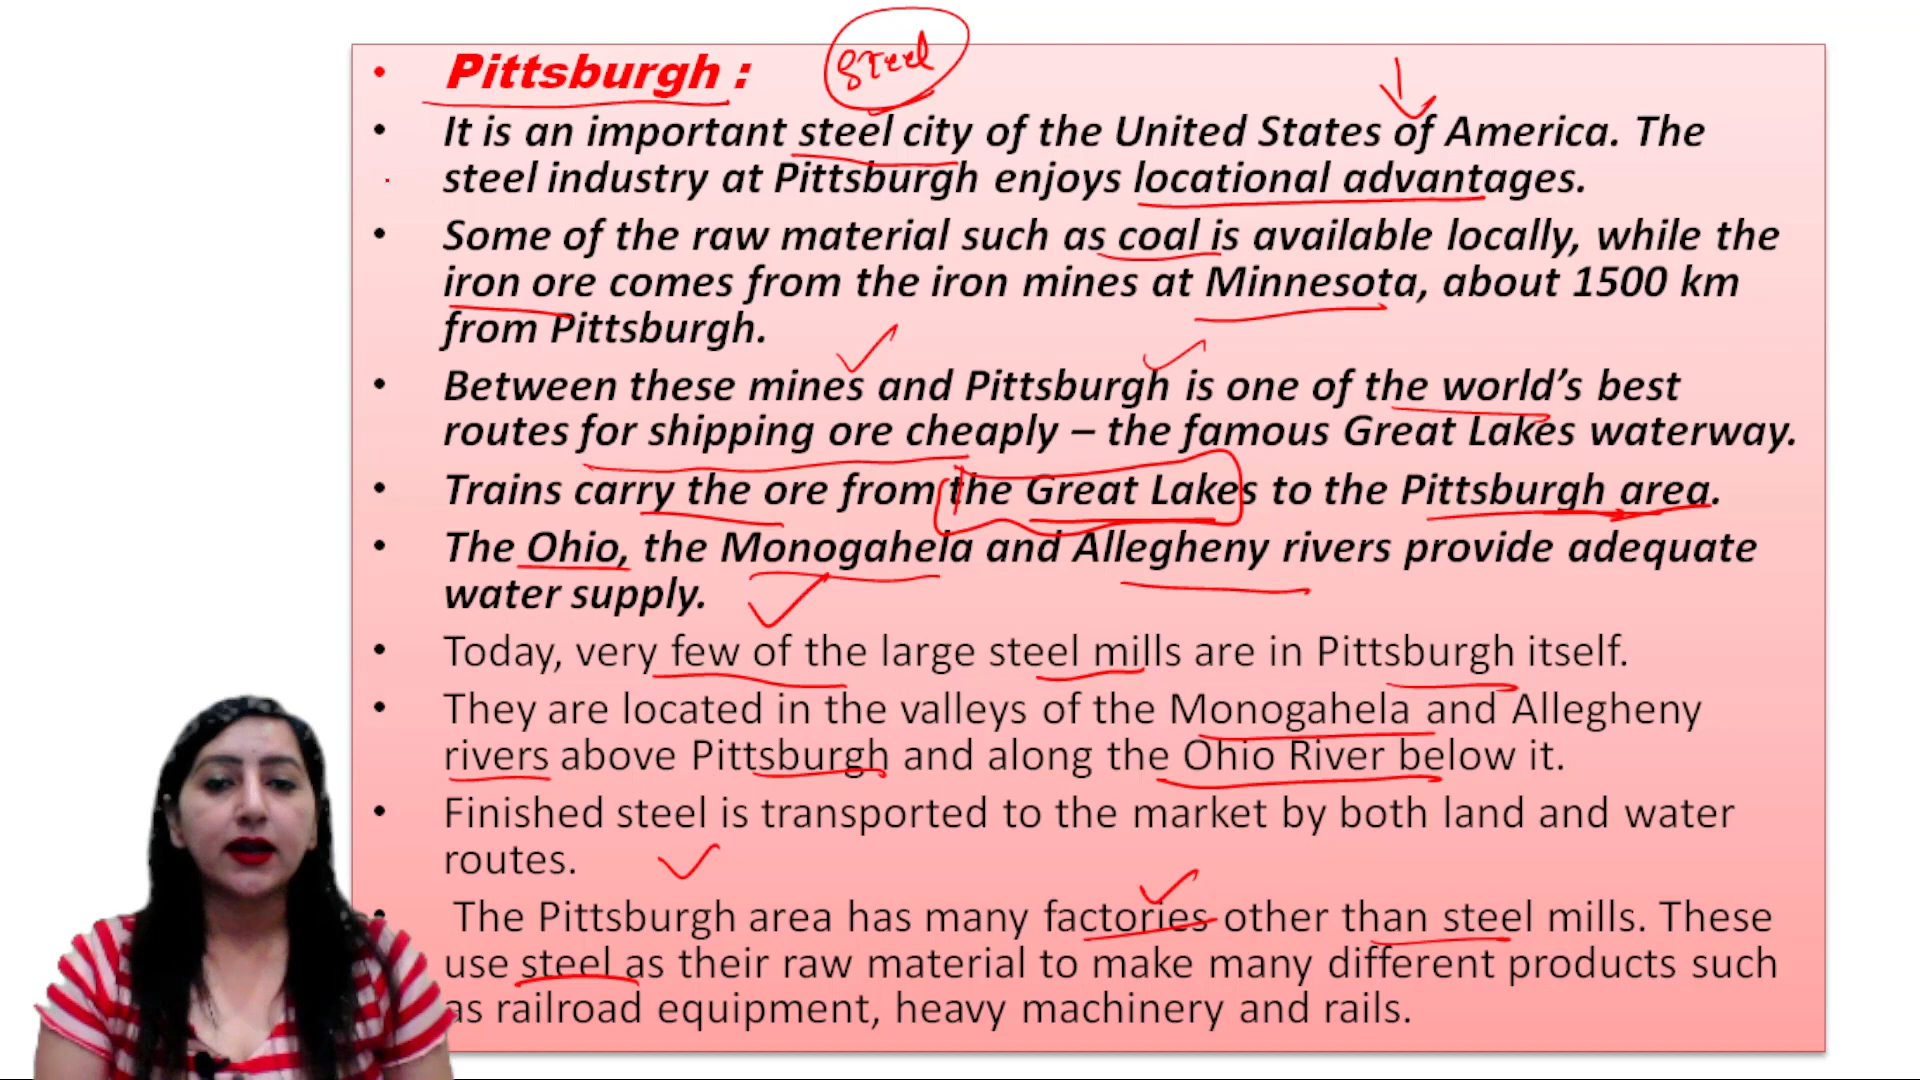 • Pittsburgh : steel
• It is an important steel city of the United States of America. The
steel industry at Pittsburgh enjoys locational advantages.
• Some of the raw material such as coal is available locally, while the
iron ore comes from the iron mines at Minnesota, about 1500 km
from Pittsburgh.
• Between these mines and Pittsburgh is one of the world’s best
routes for shipping ore cheaply – the famous Great Lakes waterway.
• Trains carry the ore from the Great Lakes to the Pittsburgh area.
• The Ohio, the Monogahela and Allegheny rivers provide adequate
water supply.
• Today, very few of the large steel mills are in Pittsburgh itself.
• They are located in the valleys of the Monogahela and Allegheny
rivers above Pittsburgh and along the Ohio River below it.
• Finished steel is transported to the market by both land and water
routes.
• The Pittsburgh area has many factories other than steel mills. These
use steel as their raw material to make many different products such
as railroad equipment, heavy machinery and rails.